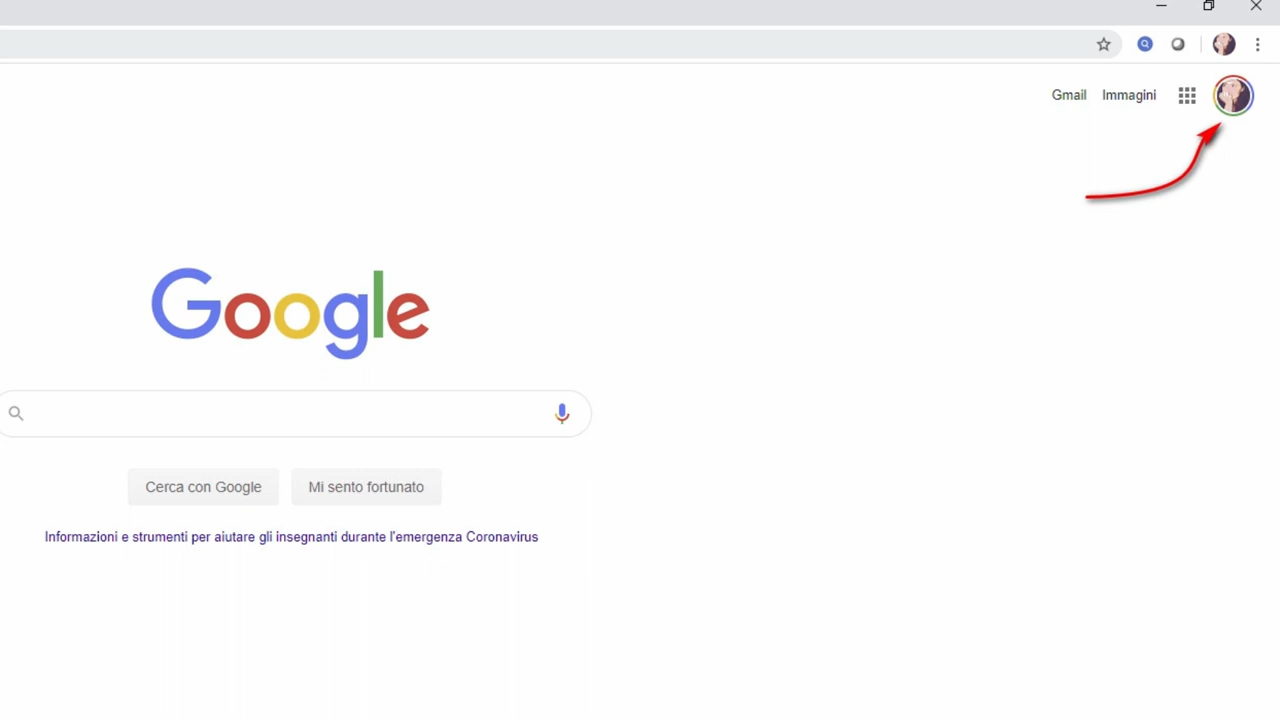 Gmail Immagini
Google
Cerca con Google Mi sento fortunato
Informazioni e strumenti per aiutare gli insegnanti durante l'emergenza Coronavirus